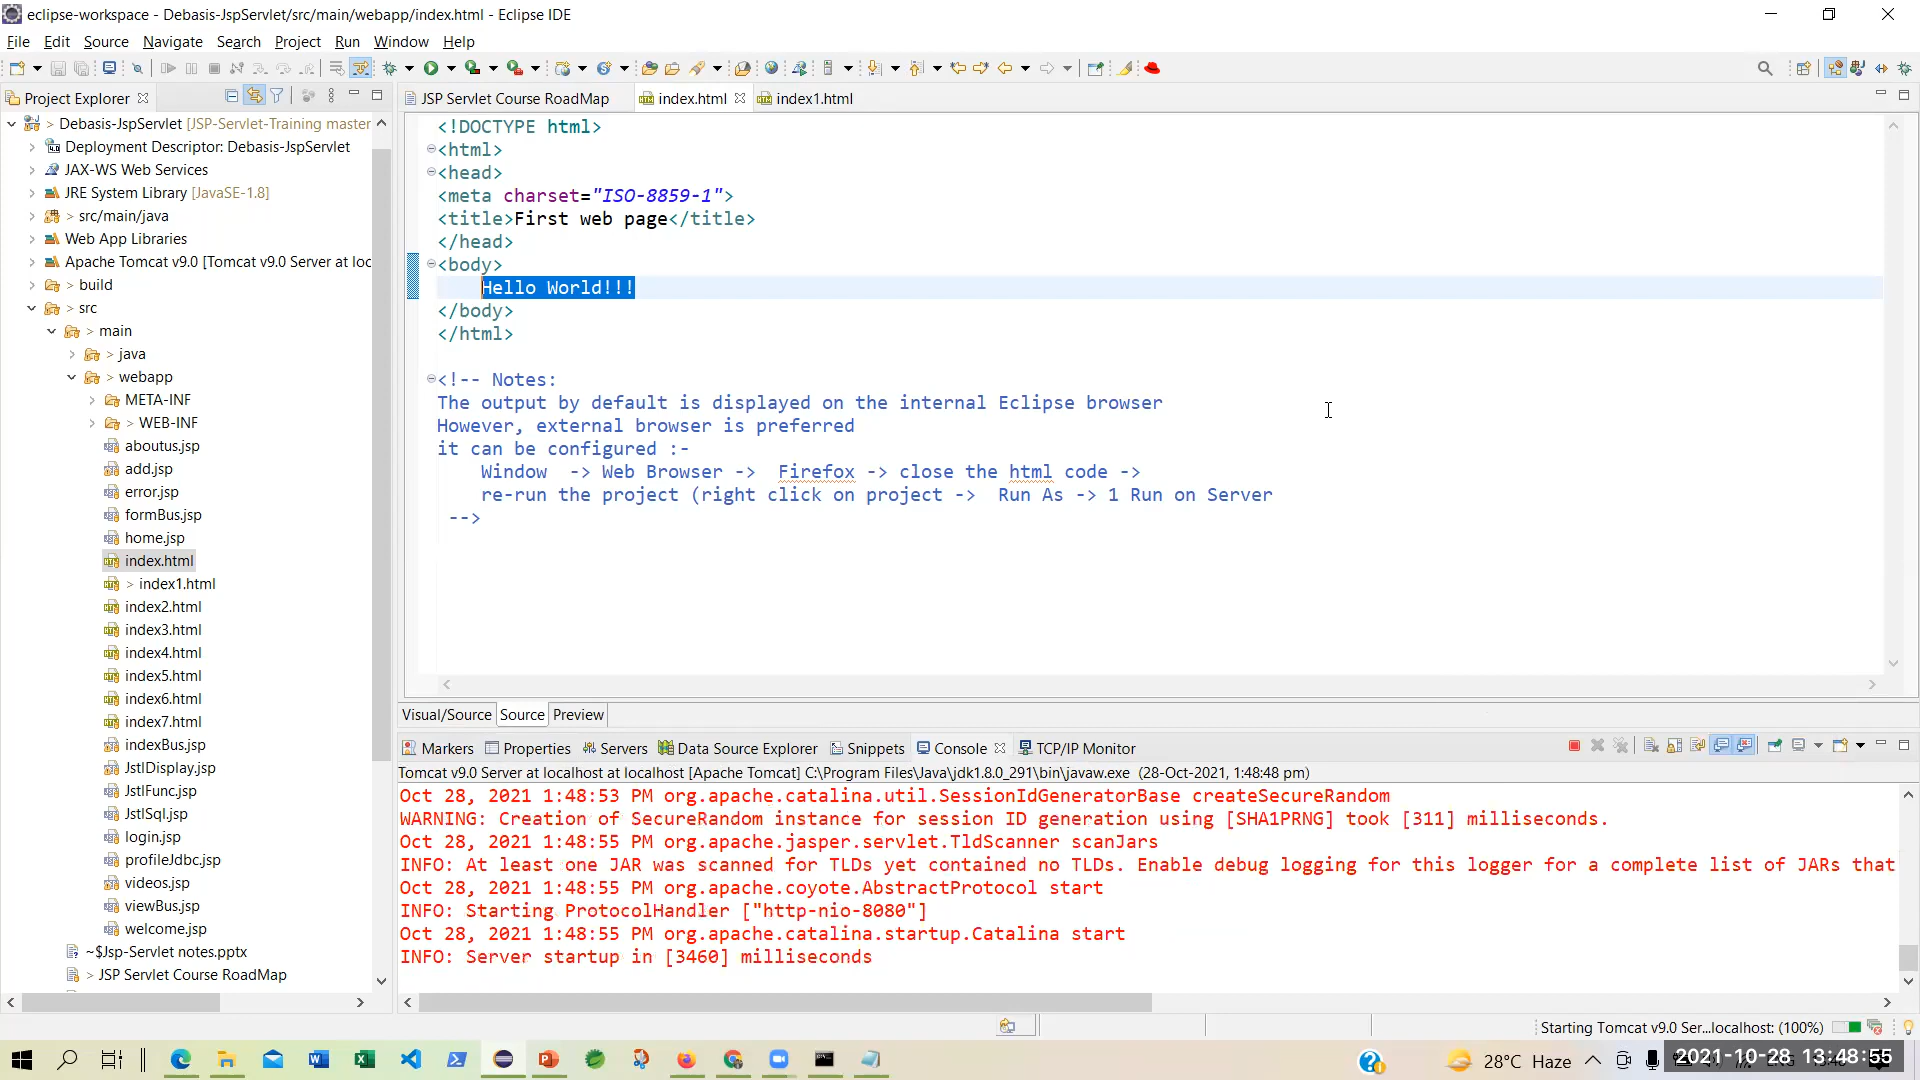 eclipse-workspace - Debasis-JspServlet/src/main/webapp/index.html - Eclipse IDE
File Edit Source Navigate Search Project Run Window Help
Project Explorer
> Debasis-JspServlet [JSP-Servlet-Training master
Deployment Descriptor: Debasis-JspServlet
JAX-WS Web Services
JRE System Library [JavaSE-1.8]
> src/main/java
Web App Libraries
Apache Tomcat v9.0 [Tomcat v9.0 Server at loc
> build
> src
> main
> java
> webapp
META-INF
> WEB-INF
aboutus.jsp
add.jsp
error.jsp
formBus.jsp
home.jsp
index.html
> index1.html
index2.html
index3.html
index4.html
index5.html
index6.html
index7.html
indexBus.jsp
JstlDisplay.jsp
JstlFunc.jsp
JstlSql.jsp
login.jsp
profileJdbc.jsp
videos.jsp
viewBus.jsp
welcome.jsp
~$Jsp-Servlet notes.pptx
> JSP Servlet Course RoadMap
JSP Servlet Course RoadMap index.html index1.html
<!DOCTYPE html>
<html>
<head>
<meta charset="ISO-8859-1">
<title>First web page</title>
</head>
<body>
Hello World!!!
</body>
</html>
<!-- Notes:
The output by default is displayed on the internal Eclipse browser
However, external browser is preferred
it can be configured :-
Window -> Web Browser -> Firefox -> close the html code ->
re-run the project (right click on project -> Run As -> 1 Run on Server
-->
Visual/Source Source Preview
Markers Properties Servers Data Source Explorer Snippets Console TCP/IP Monitor
Tomcat v9.0 Server at localhost at localhost [Apache Tomcat] C:\Program Files\Java\jdk1.8.0_291\bin\javaw.exe (28-Oct-2021, 1:48:48 pm)
Oct 28, 2021 1:48:53 PM org.apache.catalina.util.SessionIdGeneratorBase createSecureRandom
WARNING: Creation of SecureRandom instance for session ID generation using [SHA1PRNG] took [311] milliseconds.
Oct 28, 2021 1:48:55 PM org.apache.jasper.servlet.TldScanner scanJars
INFO: At least one JAR was scanned for TLDs yet contained no TLDs. Enable debug logging for this logger for a complete list of JARs that
Oct 28, 2021 1:48:55 PM org.apache.coyote.AbstractProtocol start
INFO: Starting ProtocolHandler ["http-nio-8080"]
Oct 28, 2021 1:48:55 PM org.apache.catalina.startup.Catalina start
INFO: Server startup in [3460] milliseconds
Starting Tomcat v9.0 Ser...localhost: (100%)
28°C Haze
2021-10-28 13:48:55